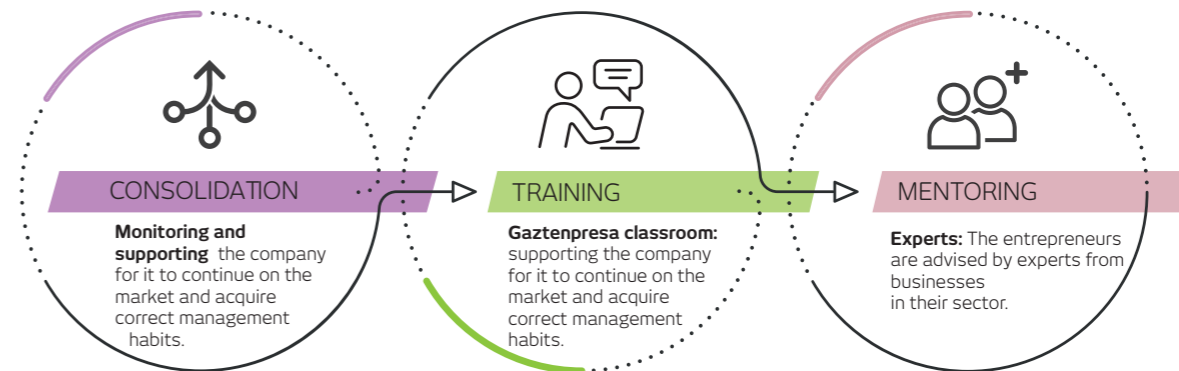 CONSOLIDATION
Monitoring and
supporting the company
for it to continue on the
market and acquire
correct management
habits.
TRAINING
Gaztenpresa classroom:
supporting the company
for it to continue on the
market and acquire
correct management
habits.
MENTORING
Experts: The entrepreneurs
are advised by experts from
businesses
in their sector.